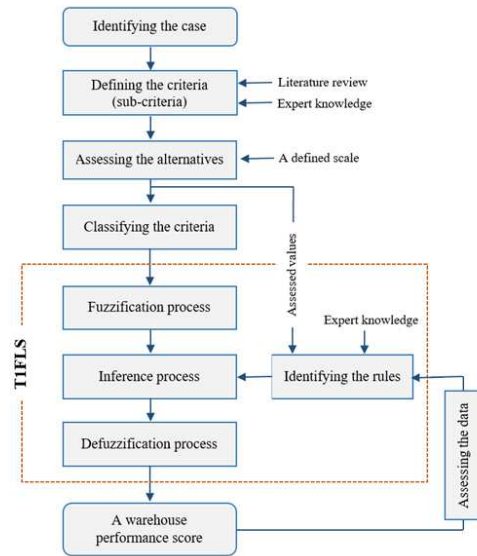 Identifying the case
Defining the criteria
(sub-criteria)
Literature review
Expert knowledge
Assessing the alternatives
A defined scale
Classifying the criteria
Assessed values
T1FLS
Fuzzification process
Expert knowledge
Inference process
Identifying the rules
Defuzzification process
Assessing the data
A warehouse
performance score